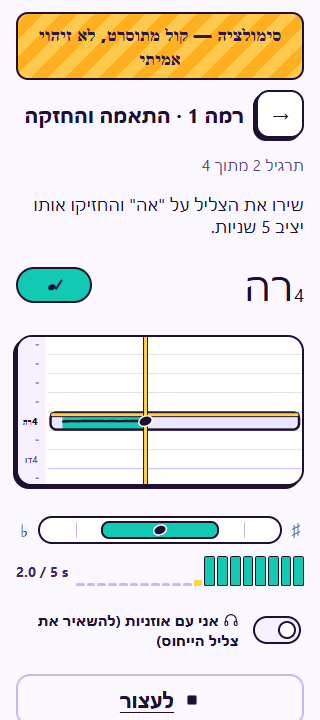 סימולציה — קול מתוסרט, לא זיהוי
אמיתי
→
רמה 1 · התאמה והחזקה
תרגיל 2 מתוך 4
שירו את הצליל על "אה" והחזיקו אותו
יציב 5 שניות.
רה4
רה4
דו4
♭ ♯
2.0 / 5 s
אני עם אוזניות (להשאיר את
צליל הייחוס)
לעצור